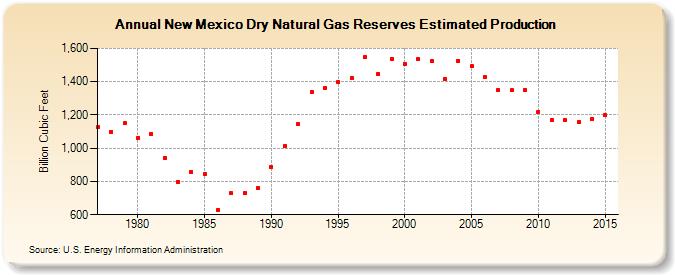 Annual New Mexico Dry Natural Gas Reserves Estimated Production
Billion Cubic Feet
1,600
1,400
1,200
1,000
800
600
1980 1985 1990 1995 2000 2005 2010 2015
Source: U.S. Energy Information Administration